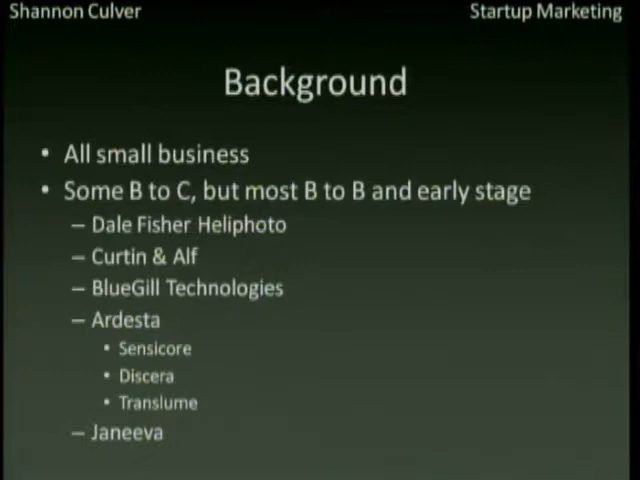 Shannon Culver
Startup Marketing
Background
• All small business
• Some B to C, but most B to B and early stage
– Dale Fisher Heliphoto
– Curtin & Alf
– BlueGill Technologies
– Ardesta
• Sensicore
• Discera
• Translume
– Janeeva